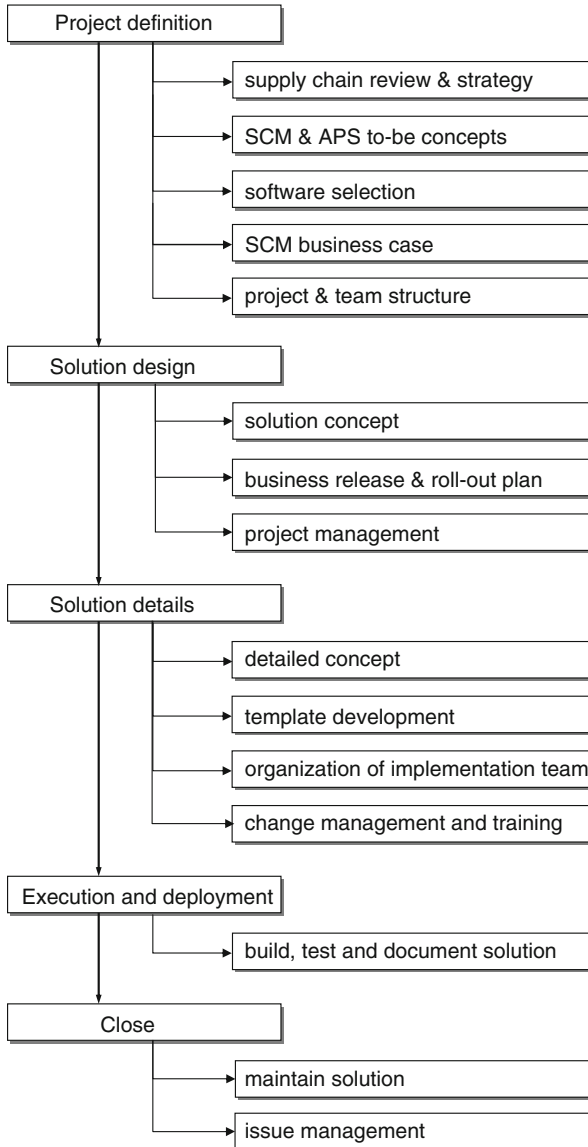 Project definition
supply chain review & strategy
SCM & APS to-be concepts
software selection
SCM business case
project & team structure
Solution design
solution concept
business release & roll-out plan
project management
Solution details
detailed concept
template development
organization of implementation team
change management and training
Execution and deployment
build, test and document solution
Close
maintain solution
issue management